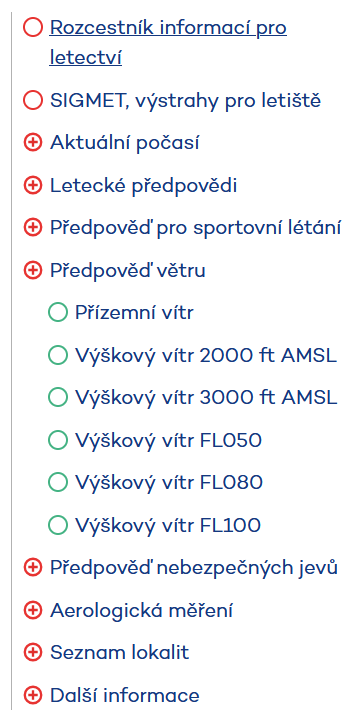 Rozcestník informací pro
letectví
SIGMET, výstrahy pro letiště
Aktuální počasí
Letecké předpovědi
Předpověď pro sportovní létání
Předpověď větru
Přízemní vítr
Výškový vítr 2000 ft AMSL
Výškový vítr 3000 ft AMSL
Výškový vítr FL050
Výškový vítr FL080
Výškový vítr FL100
Předpověď nebezpečných jevů
Aerologická měření
Seznam lokalit
Další informace